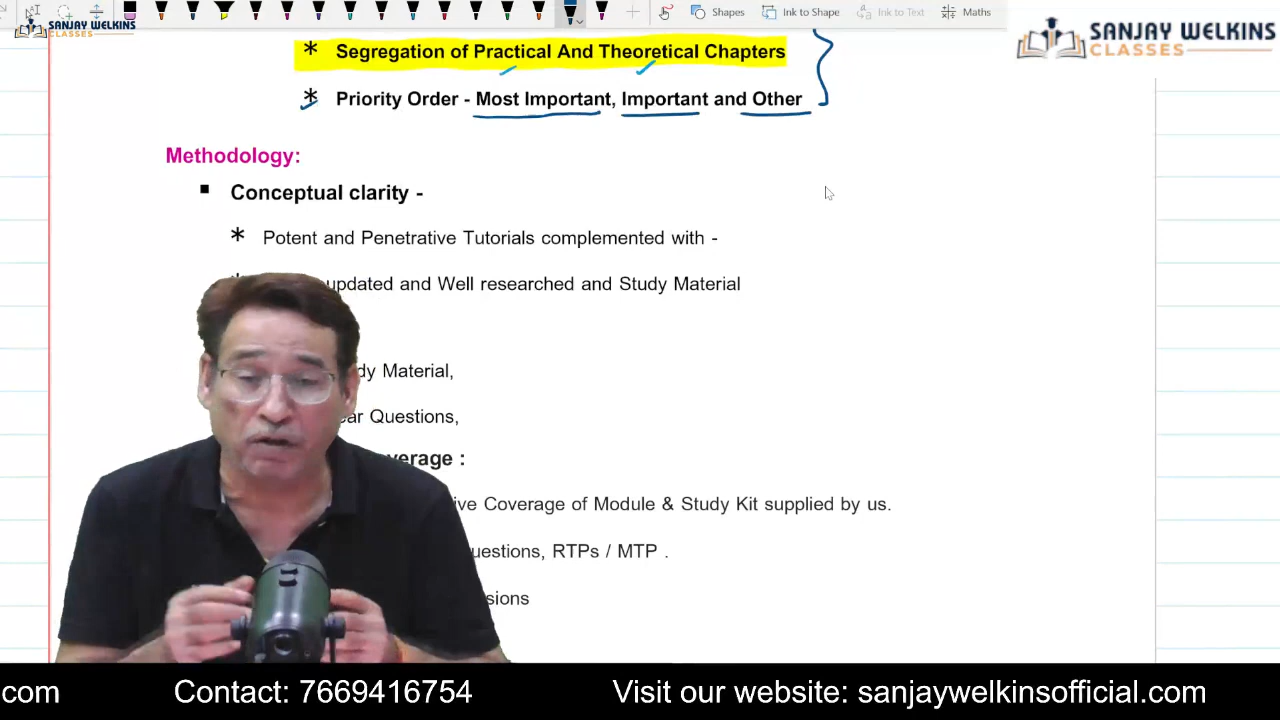 Shapes
Ink to Shape
Ink to Text
Maths
SANJAY WELKINS
CLASSES
SANJAY WELKINS
CLASSES
* Segregation of Practical And Theoretical Chapters
* Priority Order - Most Important, Important and Other
Methodology:
▪ Conceptual clarity -
* Potent and Penetrative Tutorials complemented with -
updated and Well researched and Study Material
Material,
Questions,
:
Coverage of Module & Study Kit supplied by us.
RTPs / MTP .
.com
Contact: 7669416754
Visit our website: sanjaywelkinsofficial.com